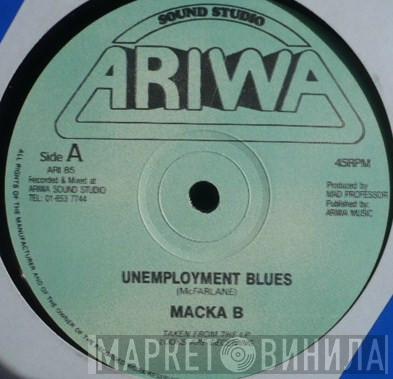 SOUND STUDIO
ARIWA
Side A
ARI 85
Recorded & Mixed at
ARIWA SOUND STUDIO
TEL: 01-653 7744
45RPM
Produced by
MAD PROFESSOR
Published by:
ARIWA MUSIC
UNEMPLOYMENT BLUES
(McFARLANE)
MACKA B
TAKEN FROM THE LP
ALL RIGHTS OF THE MANUFACTURER AND OF THE OWNER OF THE
МАРКЕТ ВИНИЛА